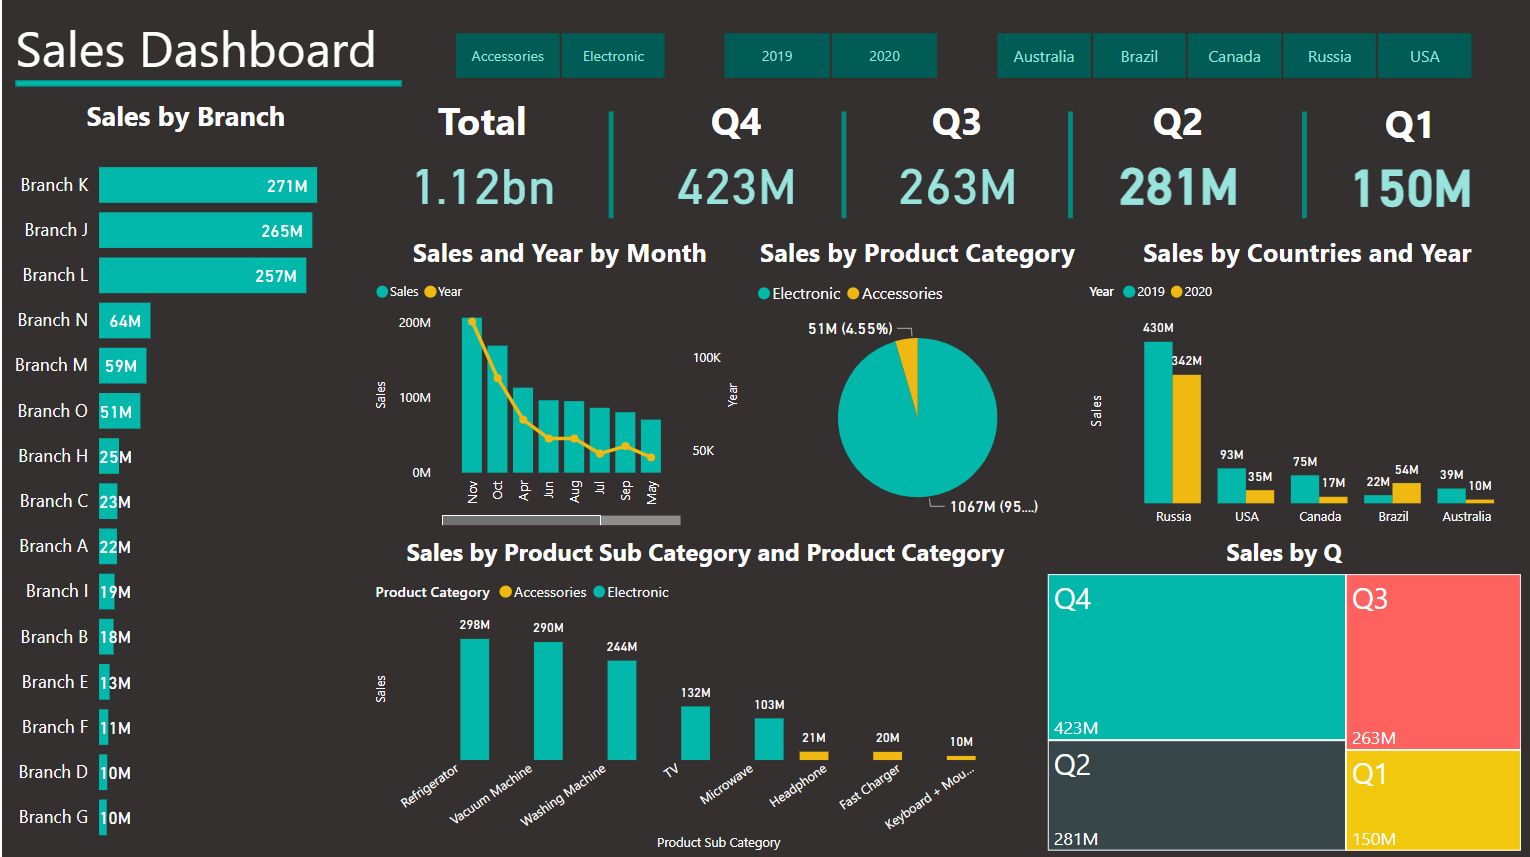 Sales Dashboard
Accessories
Electronic
2019
2020
Australia
Brazil
Canada
Russia
USA
Sales by Branch
Branch K 271M
Branch J 265M
Branch L 257M
Branch N 64M
Branch M 59M
Branch O 51M
Branch H 25M
Branch C 23M
Branch A 22M
Branch I 19M
Branch B 18M
Branch E 13M
Branch F 11M
Branch D 10M
Branch G 10M
Total
1.12bn
Q4
423M
Q3
263M
Q2
281M
Q1
150M
Sales and Year by Month
Sales Year
200M
100M
0M
Sales
100K
50K
Year
Nov Oct Apr Jun Aug Jul Sep May
Sales by Product Category
Electronic Accessories
51M (4.55%)
1067M (95....)
Sales by Countries and Year
Year 2019 2020
Sales
430M 342M
93M 35M
75M 17M
22M 54M
39M 10M
Russia USA Canada Brazil Australia
Sales by Product Sub Category and Product Category
Product Category Accessories Electronic
Sales
298M 290M 244M 132M 103M 21M 20M 10M
Refrigerator
Vacuum Machine
Washing Machine
TV
Microwave
Headphone
Fast Charger
Keyboard + Mou...
Product Sub Category
Sales by Q
Q4
423M
Q3
263M
Q2
281M
Q1
150M